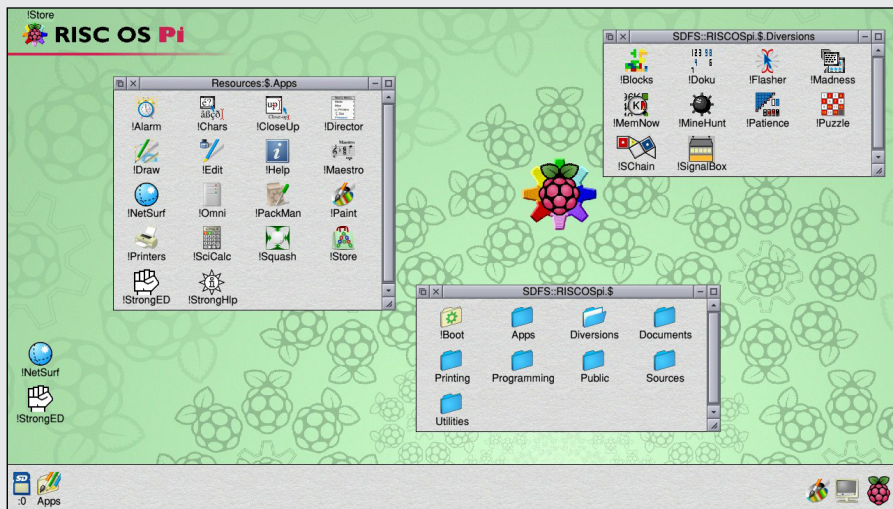 !Store
RISC OS Pi
SDFS::RISCOSpi.$.Diversions
!Blocks !Doku !Flasher !Madness
!MemNow !MineHunt !Patience !Puzzle
!SChain !SignalBox
Resources:$.Apps
!Alarm !Chars !CloseUp !Director
!Draw !Edit !Help !Maestro
!NetSurf !Omni !PackMan !Paint
!Printers !SciCalc !Squash !Store
!StrongED !StrongHlp
SDFS::RISCOSpi.$
!Boot Apps Diversions Documents
Printing Programming Public Sources
Utilities
!NetSurf
!StrongED
:0 Apps